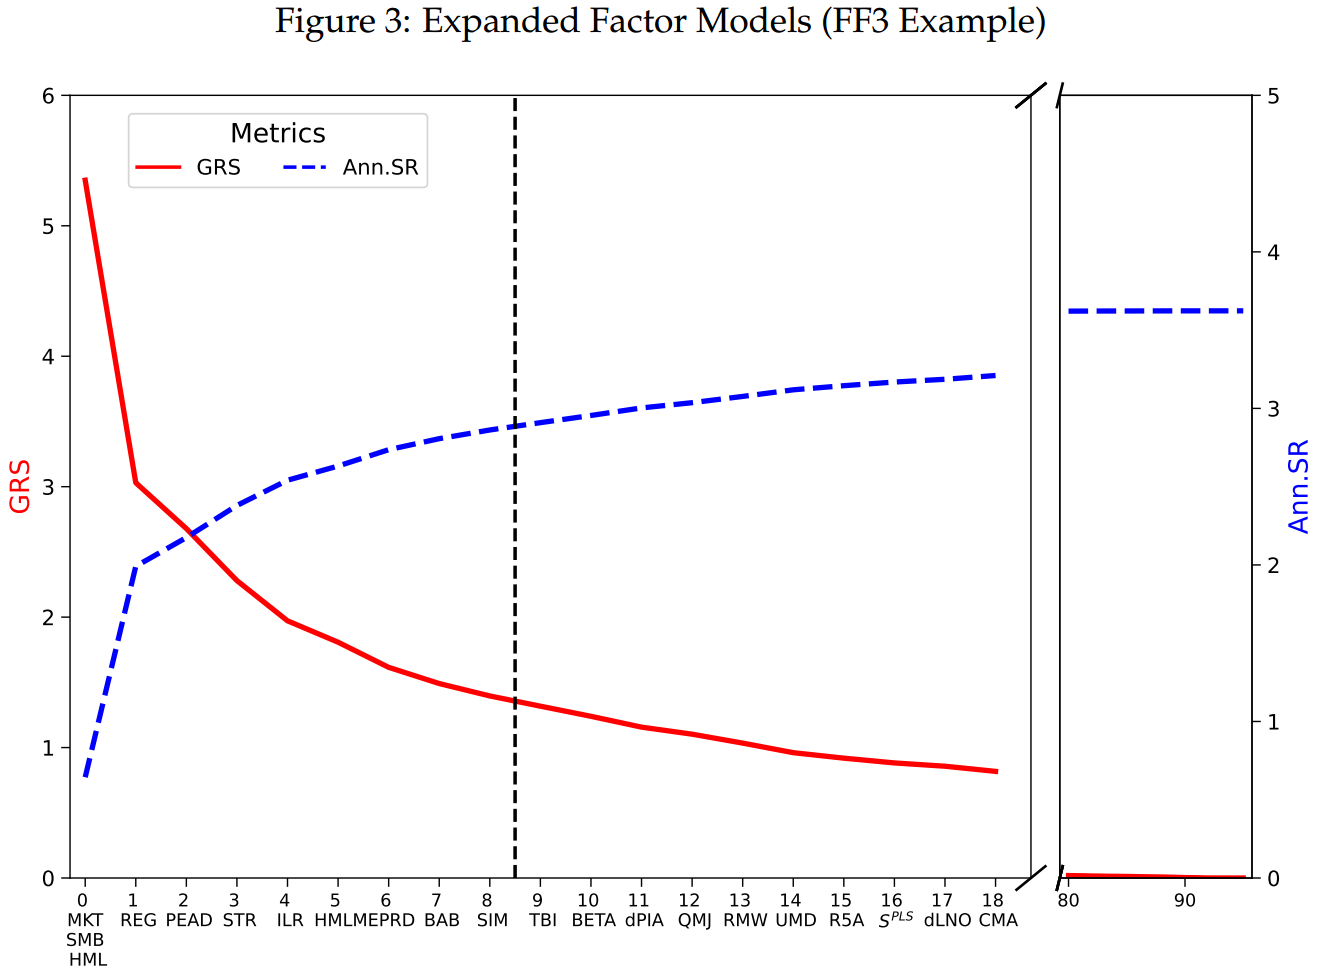 Figure 3: Expanded Factor Models (FF3 Example)
Metrics
GRS Ann.SR
6
5
4
3
2
1
0
GRS
5
4
3
2
1
0
Ann.SR
0 1 2 3 4 5 6 7 8 9 10 11 12 13 14 15 16 17 18 80 90
MKT REG PEAD STR ILR HMLM EPRD BAB SIM TBI BETA dPIA QMJ RMW UMD R5A S^PLS dLNO CMA
SMB
HML